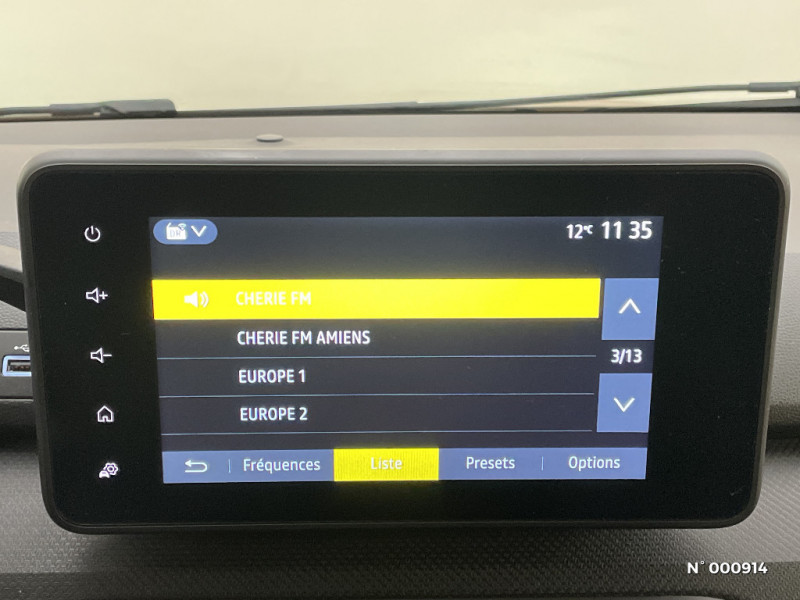 DR
12°C 11 35
CHERIE FM
CHERIE FM AMIENS
3/13
EUROPE 1
EUROPE 2
Fréquences Liste Presets Options
N° 000914